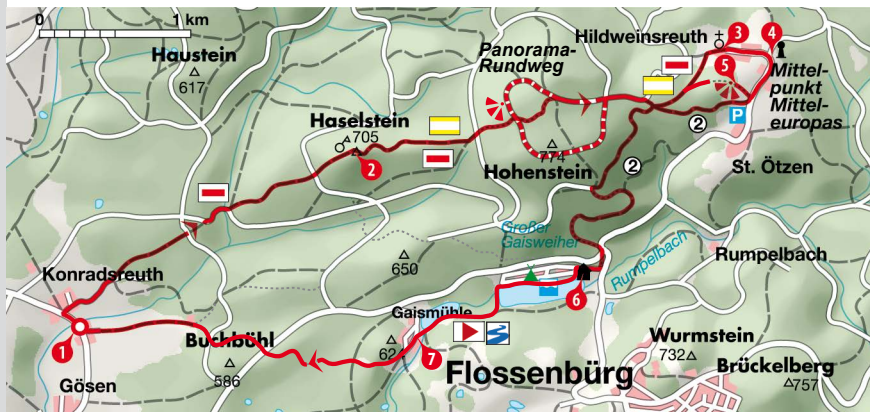 0 1 km
Haustein
617
Panorama-
Rundweg
Hildweinsreuth
3
4
5
Mittel-
punkt
Mittel-
europas
P
Haselstein
705
2
2
774
Hohenstein
2
St. Ötzen
Großer
Gaisweiher
Rumpelbach
Rumpelbach
650
Konradsreuth
6
Gaismühle
1
Buchbühl
586
7
Flossenbürg
Wurmstein
732
Brückelberg
757
Gösen